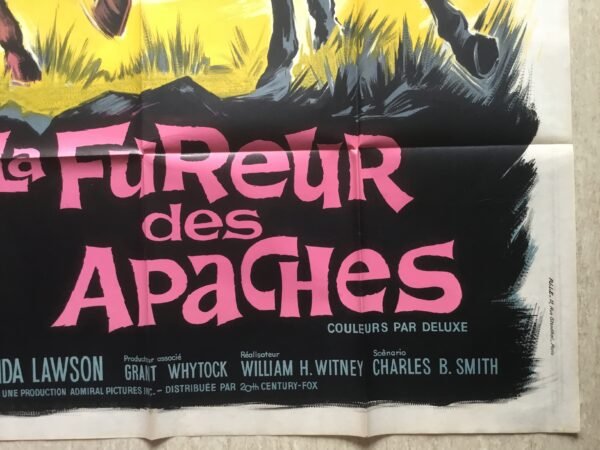 La FUReUR
des
APACHES
COULEURS PAR DELUXE
DA LAWSON
Producteur associé
GRANT WHYTOCK
Réalisateur
WILLIAM H. WITNEY
Scénario
CHARLES B. SMITH
UNE PRODUCTION ADMIRAL PICTURES INC. - DISTRIBUÉE PAR 20th CENTURY-FOX